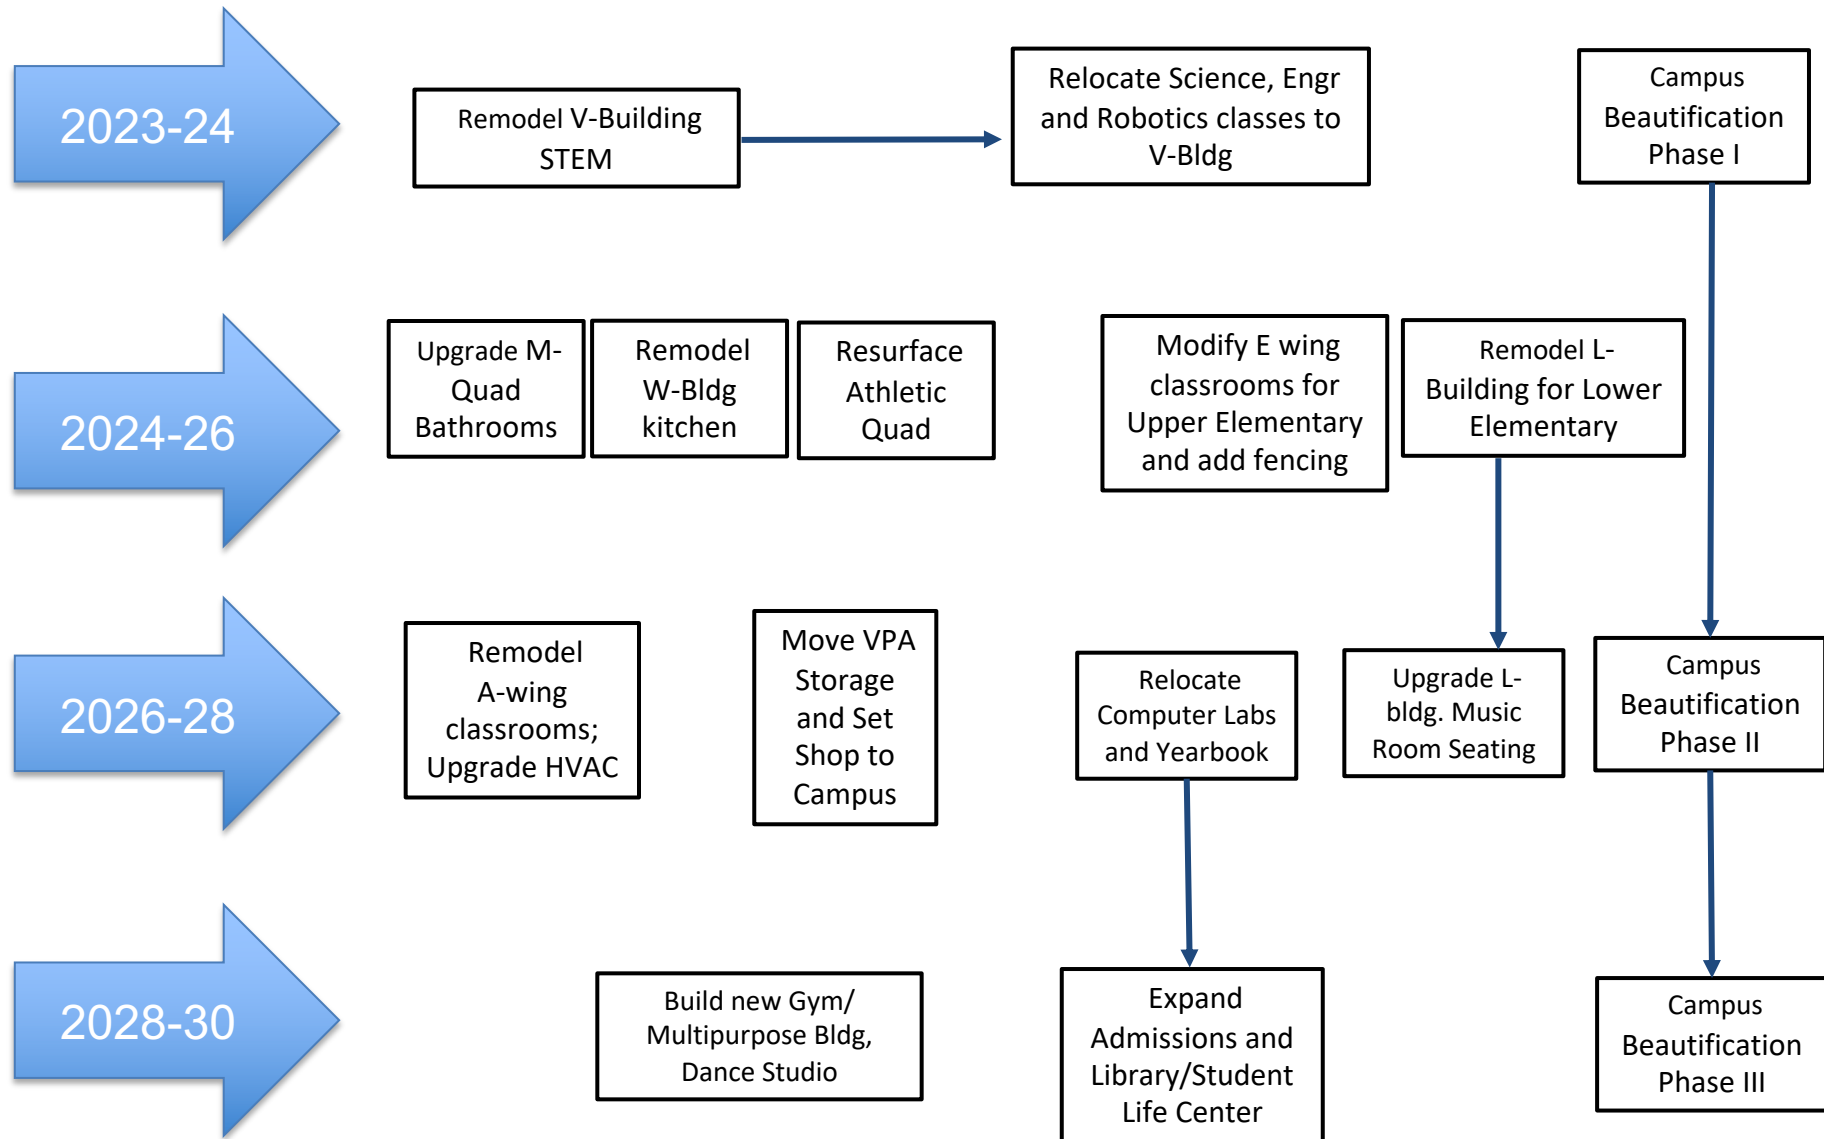 2023-24
Remodel V-Building
STEM
Relocate Science, Engr
and Robotics classes to
V-Bldg
Campus
Beautification
Phase I
2024-26
Upgrade M-
Quad
Bathrooms
Remodel
W-Bldg
kitchen
Resurface
Athletic
Quad
Modify E wing
classrooms for
Upper Elementary
and add fencing
Remodel L-
Building for Lower
Elementary
2026-28
Remodel
A-wing
classrooms;
Upgrade HVAC
Move VPA
Storage
and Set
Shop to
Campus
Relocate
Computer Labs
and Yearbook
Upgrade L-
bldg. Music
Room Seating
Campus
Beautification
Phase II
2028-30
Build new Gym/
Multipurpose Bldg,
Dance Studio
Expand
Admissions and
Library/Student
Life Center
Campus
Beautification
Phase III